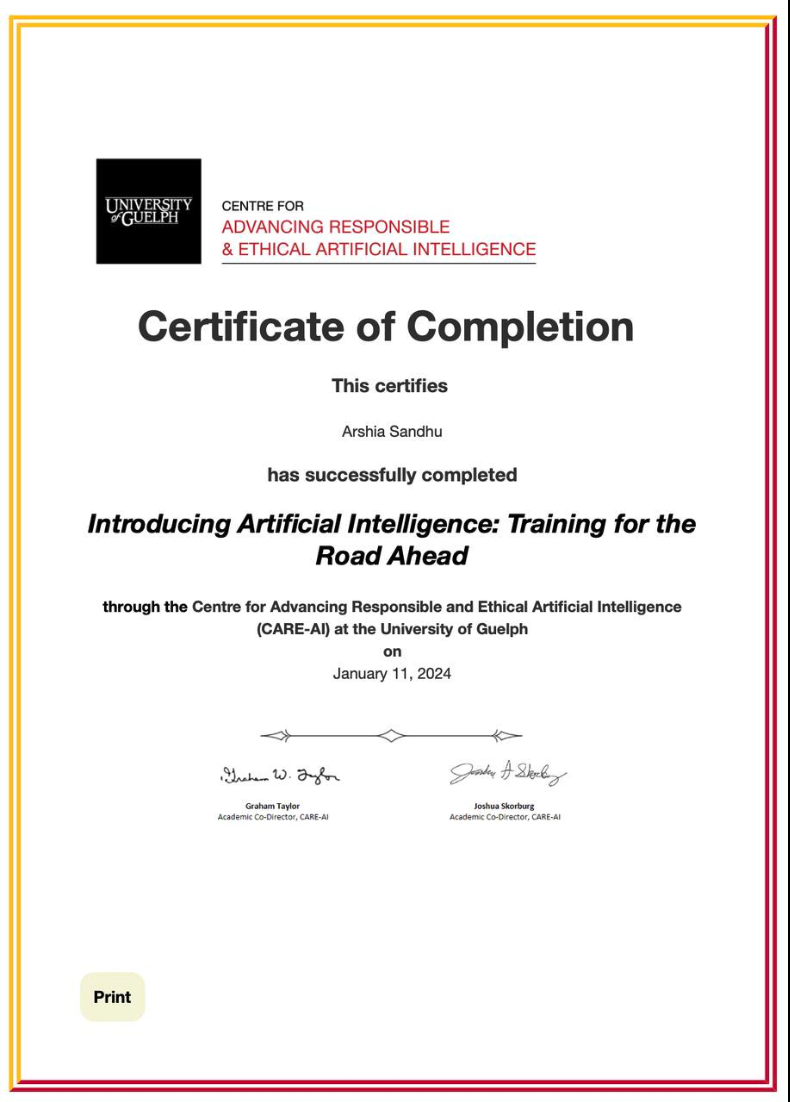 UNIVERSITY
of GUELPH
CENTRE FOR
ADVANCING RESPONSIBLE
& ETHICAL ARTIFICIAL INTELLIGENCE
Certificate of Completion
This certifies
Arshia Sandhu
has successfully completed
Introducing Artificial Intelligence: Training for the
Road Ahead
through the Centre for Advancing Responsible and Ethical Artificial Intelligence
(CARE-AI) at the University of Guelph
on
January 11, 2024
Graham W. Taylor
Joshua A Skorburg
Graham Taylor
Academic Co-Director, CARE-AI
Joshua Skorburg
Academic Co-Director, CARE-AI
Print